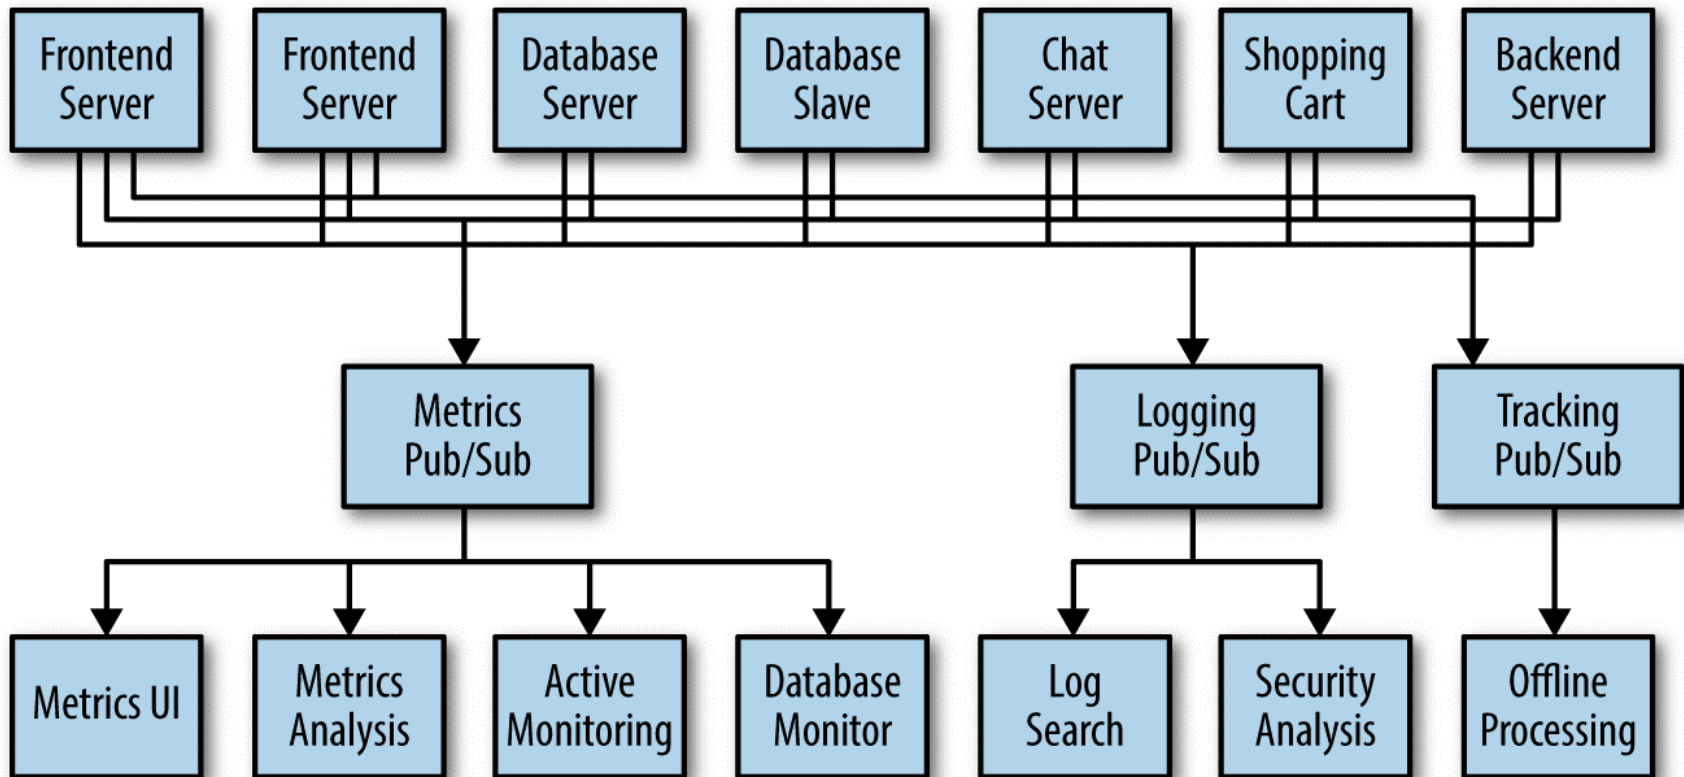 Frontend
Server
Frontend
Server
Database
Server
Database
Slave
Chat
Server
Shopping
Cart
Backend
Server
Metrics
Pub/Sub
Logging
Pub/Sub
Tracking
Pub/Sub
Metrics UI
Metrics
Analysis
Active
Monitoring
Database
Monitor
Log
Search
Security
Analysis
Offline
Processing